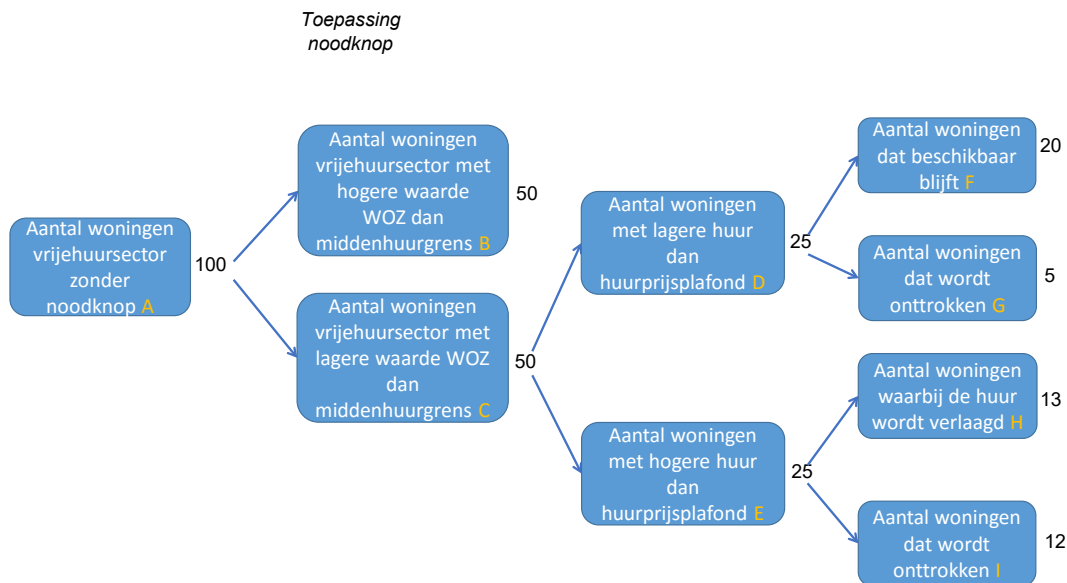 Toepassing
noodknop
Aantal woningen
vrijehuursector
zonder
noodknop A
100
Aantal woningen
vrijehuursector met
hogere waarde
WOZ dan
middenhuurgrens B
50
Aantal woningen
vrijehuursector met
lagere waarde WOZ
dan
middenhuurgrens C
50
Aantal woningen
met lagere huur
dan
huurprijsplafond D
25
Aantal woningen
met hogere huur
dan
huurprijsplafond E
25
Aantal woningen
dat beschikbaar
blijft F
20
Aantal woningen
dat wordt
onttrokken G
5
Aantal woningen
waarbij de huur
wordt verlaagd H
13
Aantal woningen
dat wordt
onttrokken I
12